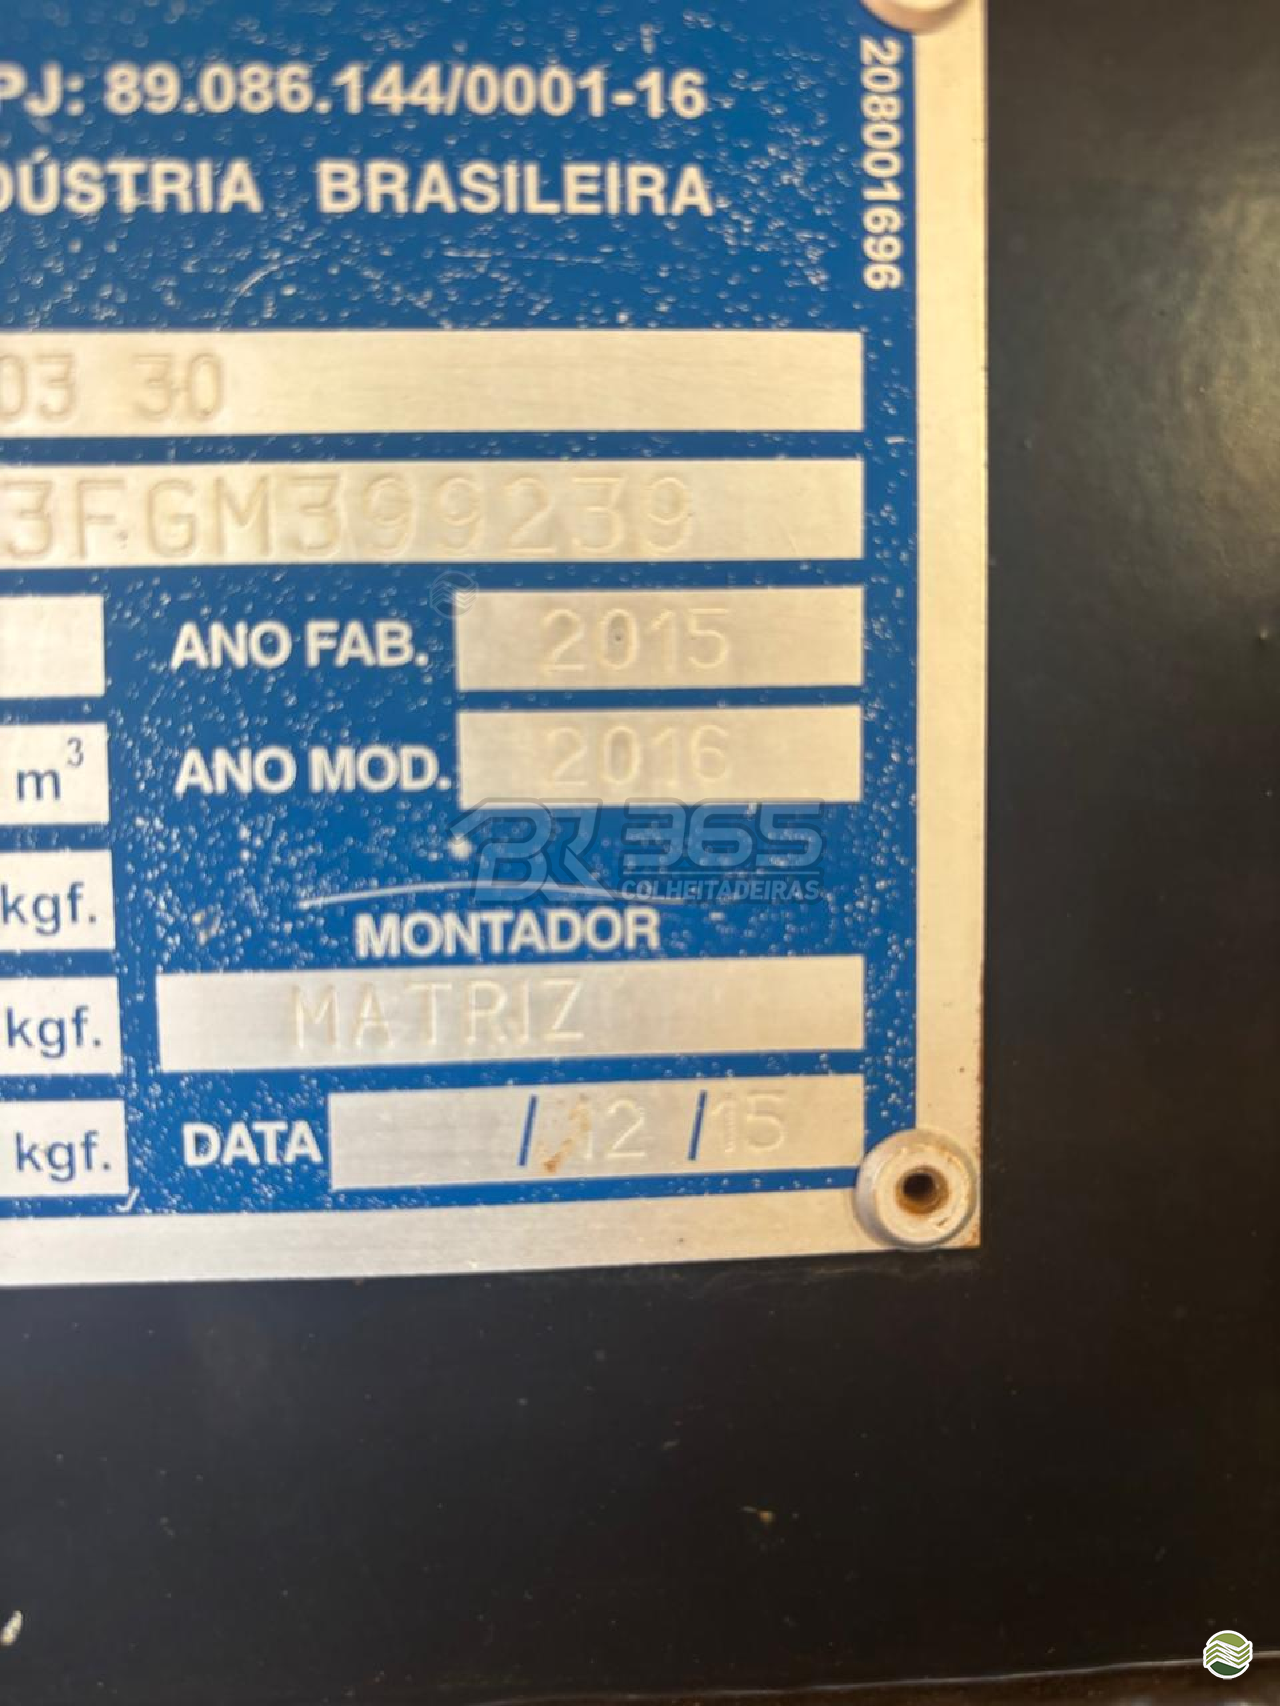 PJ: 89.086.144/0001-16
2080001696
DÚSTRIA BRASILEIRA
03 30
3FGM399239
ANO FAB. 2015
m³ ANO MOD. 2016
BR 365
COLHEITADEIRAS
kgf.
MONTADOR
kgf. MATRIZ
kgf. DATA / 12 / 15